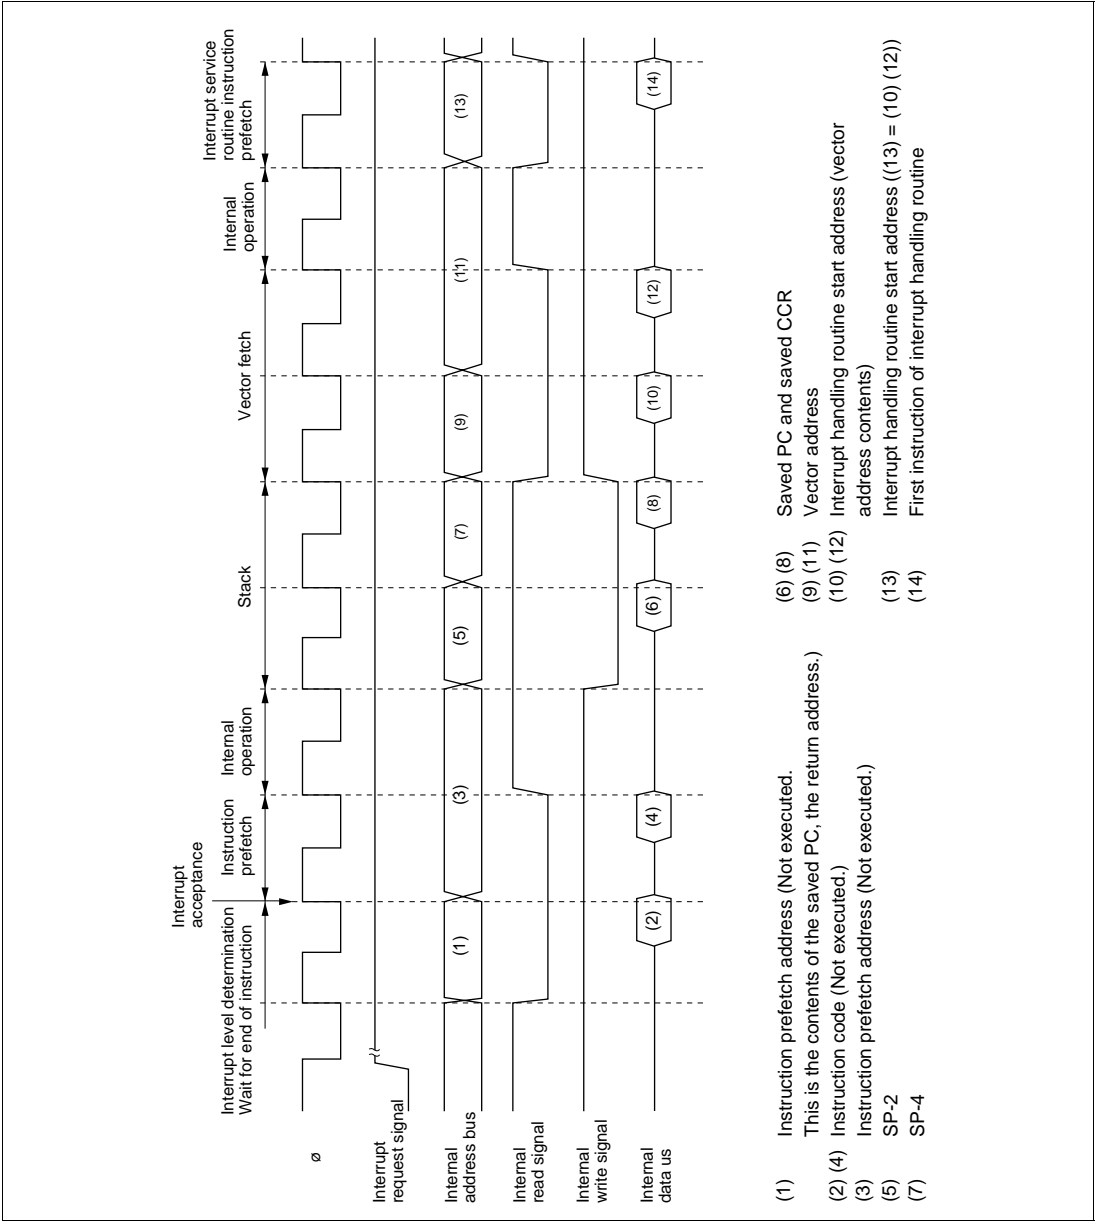 Interrupt level determination
Wait for end of instruction
Interrupt
acceptance
Instruction
prefetch
Internal
operation
Stack
Vector fetch
Internal
operation
Interrupt service
routine instruction
prefetch
ø
Interrupt
request signal
Internal
address bus
(1)
(3)
(5)
(7)
(9)
(11)
(13)
Internal
read signal
Internal
write signal
Internal
data us
(2)
(4)
(6)
(8)
(10)
(12)
(14)
(1) Instruction prefetch address (Not executed.
This is the contents of the saved PC, the return address.)
(2) (4) Instruction code (Not executed.)
(3) Instruction prefetch address (Not executed.)
(5) SP-2
(7) SP-4
(6) (8) Saved PC and saved CCR
(9) (11) Vector address
(10) (12) Interrupt handling routine start address (vector
address contents)
(13) Interrupt handling routine start address ((13) = (10) (12))
(14) First instruction of interrupt handling routine